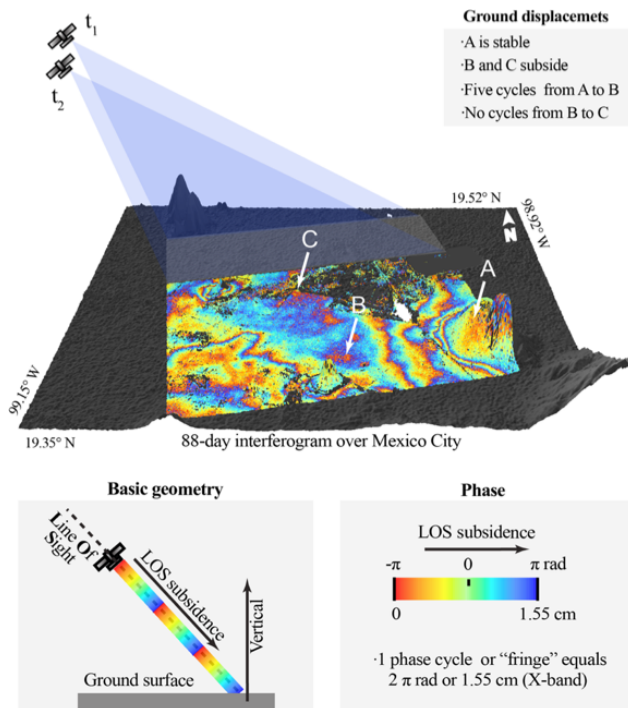 t1
t2
Ground displacemets
·A is stable
·B and C subside
·Five cycles from A to B
·No cycles from B to C
19.52° N
98.92° W
N
C
A
B
99.15° W
19.35° N
88-day interferogram over Mexico City
Basic geometry
Line Of
Sight
LOS subsidence
Vertical
Ground surface
Phase
LOS subsidence
-π 0 π rad
0 1.55 cm
·1 phase cycle or “fringe” equals
2 π rad or 1.55 cm (X-band)